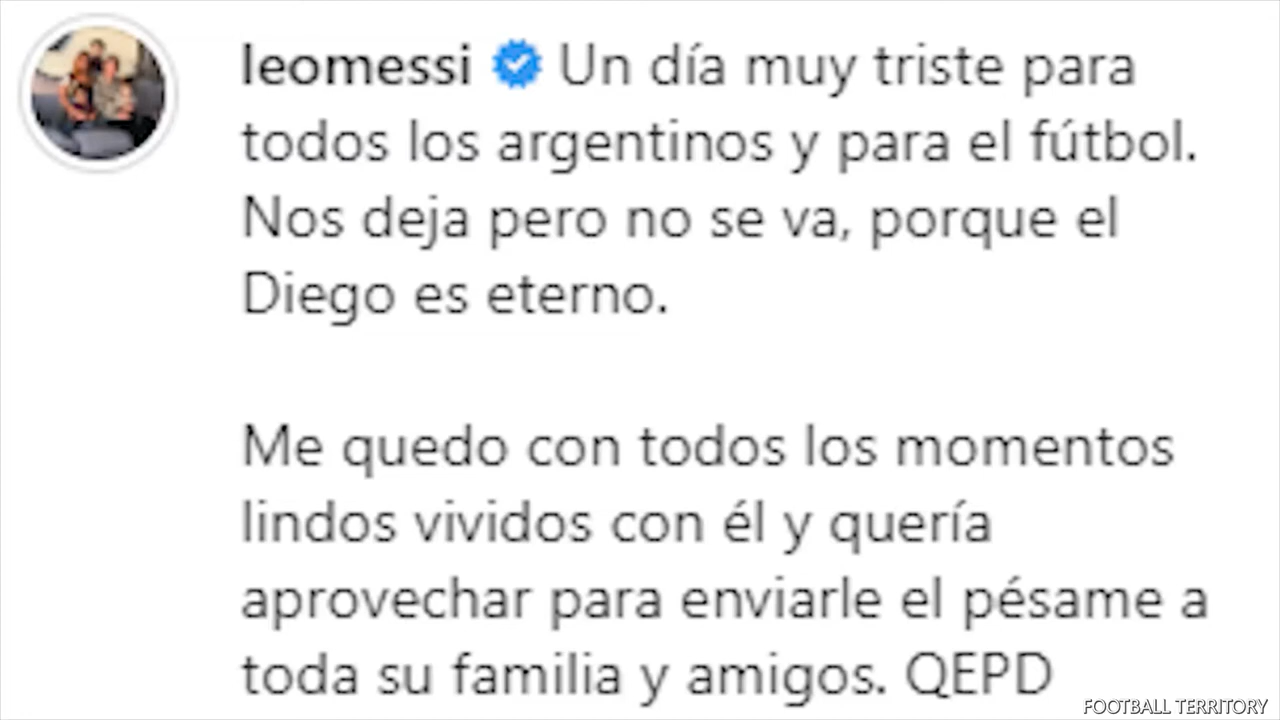 leomessi Un día muy triste para
todos los argentinos y para el fútbol.
Nos deja pero no se va, porque el
Diego es eterno.
Me quedo con todos los momentos
lindos vividos con él y quería
aprovechar para enviarle el pésame a
toda su familia y amigos. QEPD
FOOTBALL TERRITORY